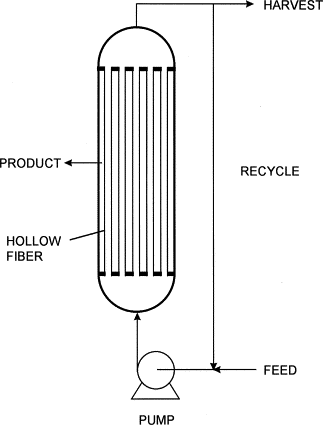 HARVEST
PRODUCT
RECYCLE
HOLLOW
FIBER
FEED
PUMP